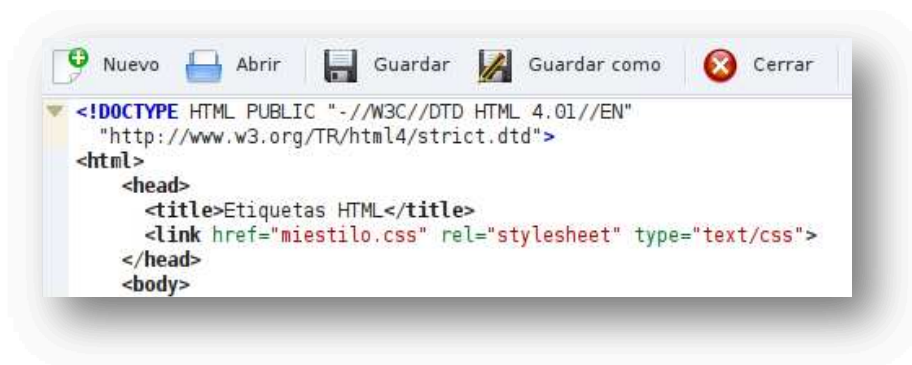 Nuevo Abrir Guardar Guardar como Cerrar
<!DOCTYPE HTML PUBLIC "-//W3C//DTD HTML 4.01//EN"
"http://www.w3.org/TR/html4/strict.dtd">
<html>
<head>
<title>Etiquetas HTML</title>
<link href="miestilo.css" rel="stylesheet" type="text/css">
</head>
<body>